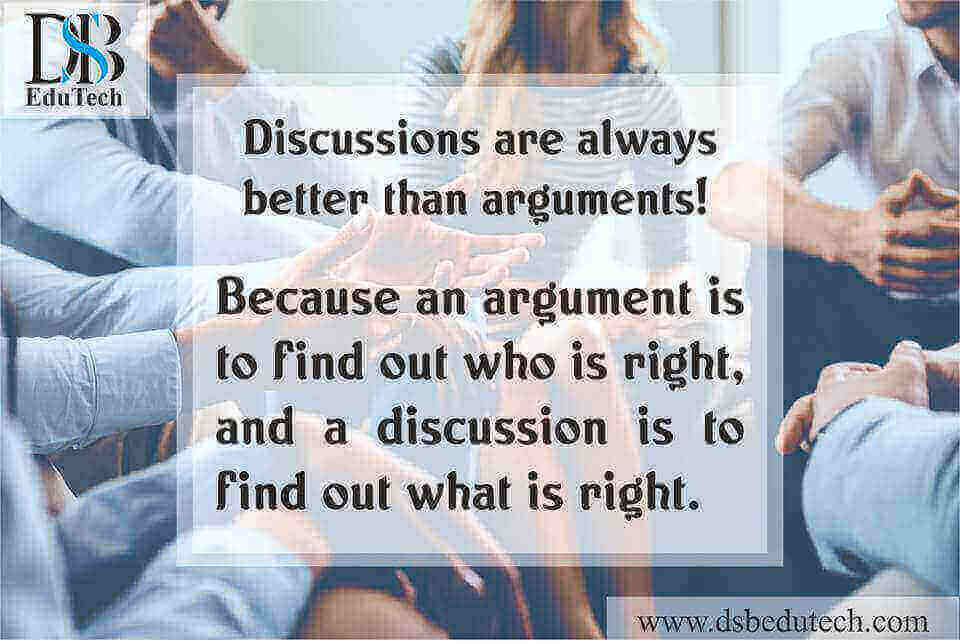 DSB
EduTech
Discussions are always
better than arguments!
Because an argument is
to find out who is right,
and a discussion is to
find out what is right.
www.dsbedutech.com